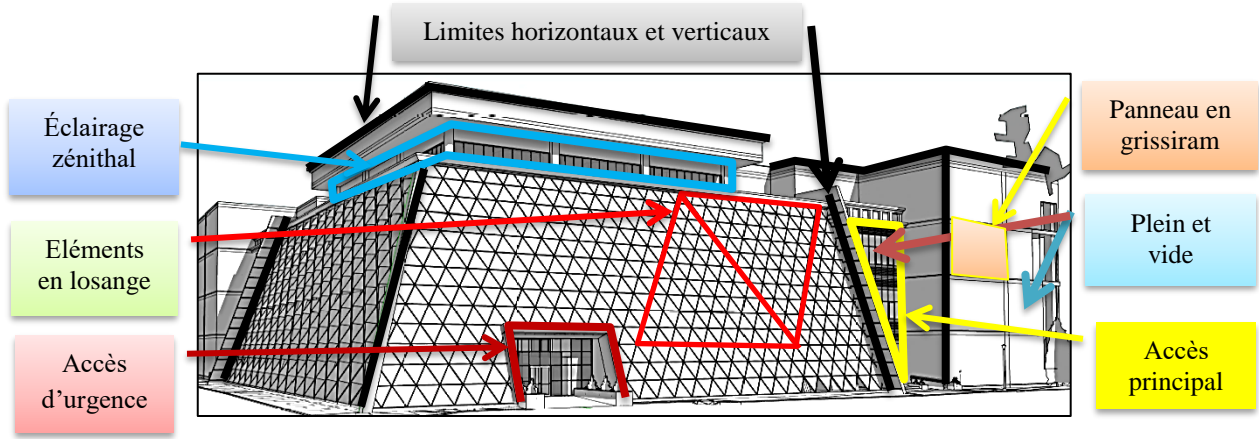 Limites horizontaux et verticaux
Éclairage
zénithal
Eléments
en losange
Accès
d’urgence
Panneau en
grissiram
Plein et
vide
Accès
principal